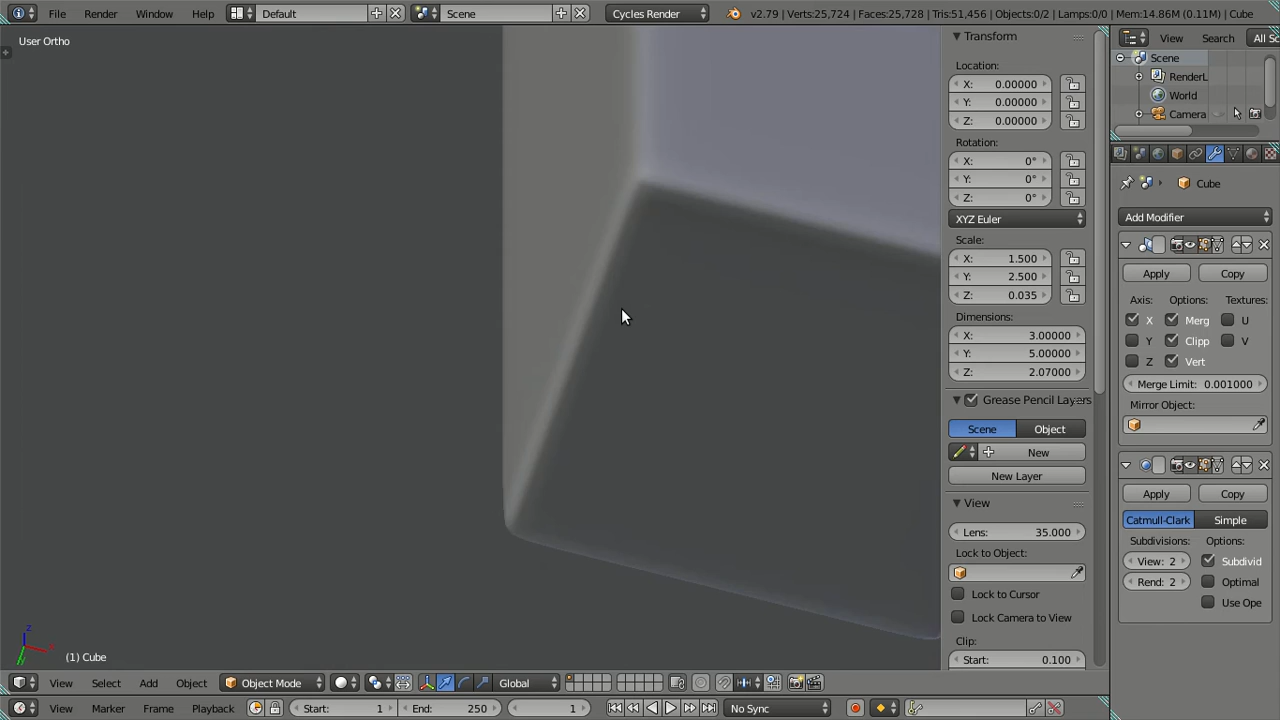 File Render Window Help Default Scene Cycles Render v2.79 | Verts:25,724 | Faces:25,728 | Tris:51,456 | Objects:0/2 | Lamps:0/0 | Mem:14.86M (0.11M) | Cube
User Ortho
Transform
Location:
X: 0.00000
Y: 0.00000
Z: 0.00000
Rotation:
X: 0°
Y: 0°
Z: 0°
XYZ Euler
Scale:
X: 1.500
Y: 2.500
Z: 0.035
Dimensions:
X: 3.00000
Y: 5.00000
Z: 2.07000
Grease Pencil Layers
Scene Object
New
New Layer
View
Lens: 35.000
Lock to Object:
Lock to Cursor
Lock Camera to View
Clip:
Start: 0.100
View Search All Sc
Scene
RenderL
World
Camera
Cube
Add Modifier
Apply Copy
Axis: Options: Textures:
X Merg U
Y Clipp V
Z Vert
Merge Limit: 0.001000
Mirror Object:
Apply Copy
Catmull-Clark Simple
Subdivisions: Options:
View: 2 Subdivid
Rend: 2 Optimal
Use Ope
z
x
y
(1) Cube
View Select Add Object Object Mode Global
View Marker Frame Playback Start: 1 End: 250 1 No Sync